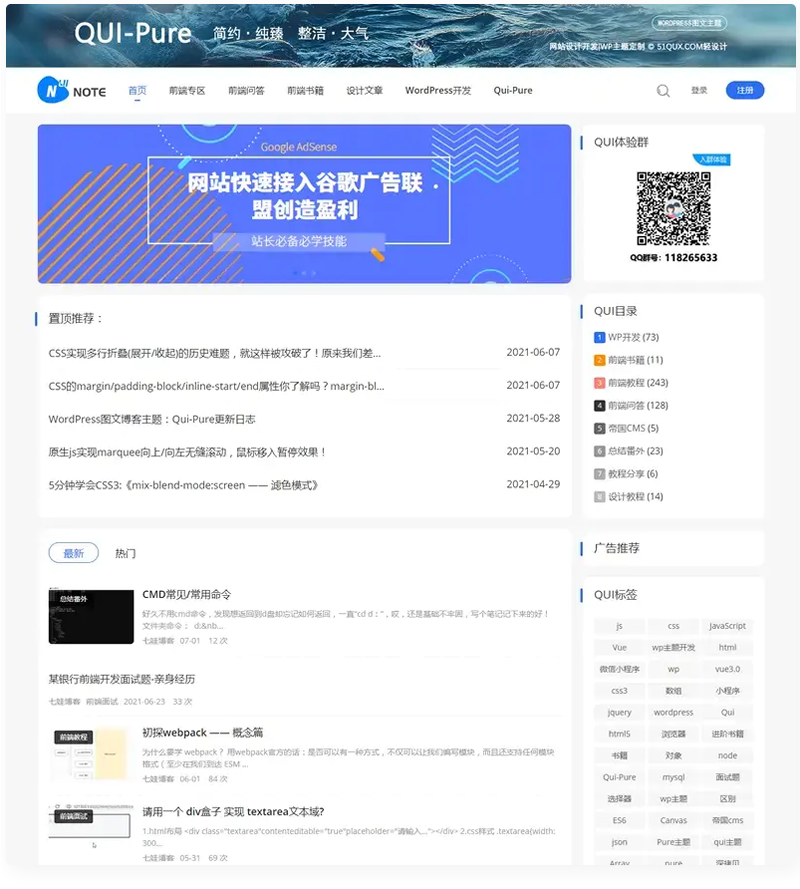 QUI-Pure 简约·纯臻 整洁·大气
WORDPRESS图文主题
网站设计开发|WP主题定制 © 51QUX.COM轻设计
NOTE 首页 前端专区 前端问答 前端书籍 设计文章 WordPress开发 Qui-Pure 登录 注册
Google AdSense
网站快速接入谷歌广告联
盟创造盈利
站长必备必学技能
QUI体验群
入群体验
QQ群号：118265633
置顶推荐：
CSS实现多行折叠(展开/收起)的历史难题，就这样被攻破了！原来我们差... 2021-06-07
CSS的margin/padding-block/inline-start/end属性你了解吗？margin-bl... 2021-06-07
WordPress图文博客主题：Qui-Pure更新日志 2021-05-28
原生js实现marquee向上/向左无缝滚动，鼠标移入暂停效果！ 2021-05-20
5分钟学会CSS3:《mix-blend-mode:screen —— 滤色模式》 2021-04-29
QUI目录
1 WP开发 (73)
2 前端书籍 (11)
3 前端教程 (243)
4 前端问答 (128)
5 帝国CMS (5)
6 总结番外 (23)
7 教程分享 (6)
8 设计教程 (14)
最新 热门
总结番外
CMD常见/常用命令
好久不用cmd命令，发现想返回到d盘却忘记如何返回，一直“cd d：”，哎，还是基础不牢固，写个笔记记下来的好！
文件夹命令： d:&nb...
七娃博客 07-01 12 次
某银行前端开发面试题-亲身经历
七娃博客 前端面试 2021-06-23 33 次
前端教程
初探webpack —— 概念篇
为什么要学 webpack？ 用webpack官方的话：是否可以有一种方式，不仅可以让我们编写模块，而且还支持任何模块
格式（至少在我们到达 ESM ...
七娃博客 06-01 84 次
前端面试
请用一个 div盒子 实现 textarea文本域?
1.html布局 <div class="textarea"contenteditable="true"placeholder="请输入..."></div> 2.css样式 .textarea{width:
300...
七娃博客 05-31 69 次
广告推荐
QUI标签
js css JavaScript
Vue wp主题开发 html
微信小程序 wp vue3.0
css3 数组 小程序
jquery wordpress Qui
html5 浏览器 进阶书籍
书籍 对象 node
Qui-Pure mysql 面试题
选择器 wp主题 区别
ES6 Canvas 帝国cms
json Pure主题 qui主题
Array pure 深拷贝